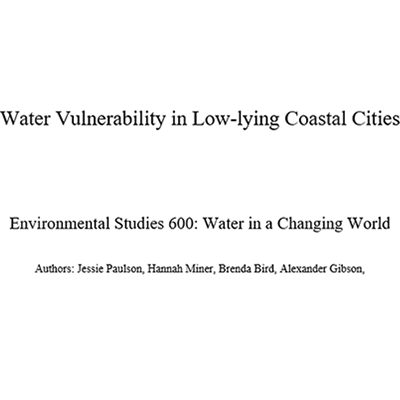 Water Vulnerability in Low-lying Coastal Cities
Environmental Studies 600: Water in a Changing World
Authors: Jessie Paulson, Hannah Miner, Brenda Bird, Alexander Gibson,